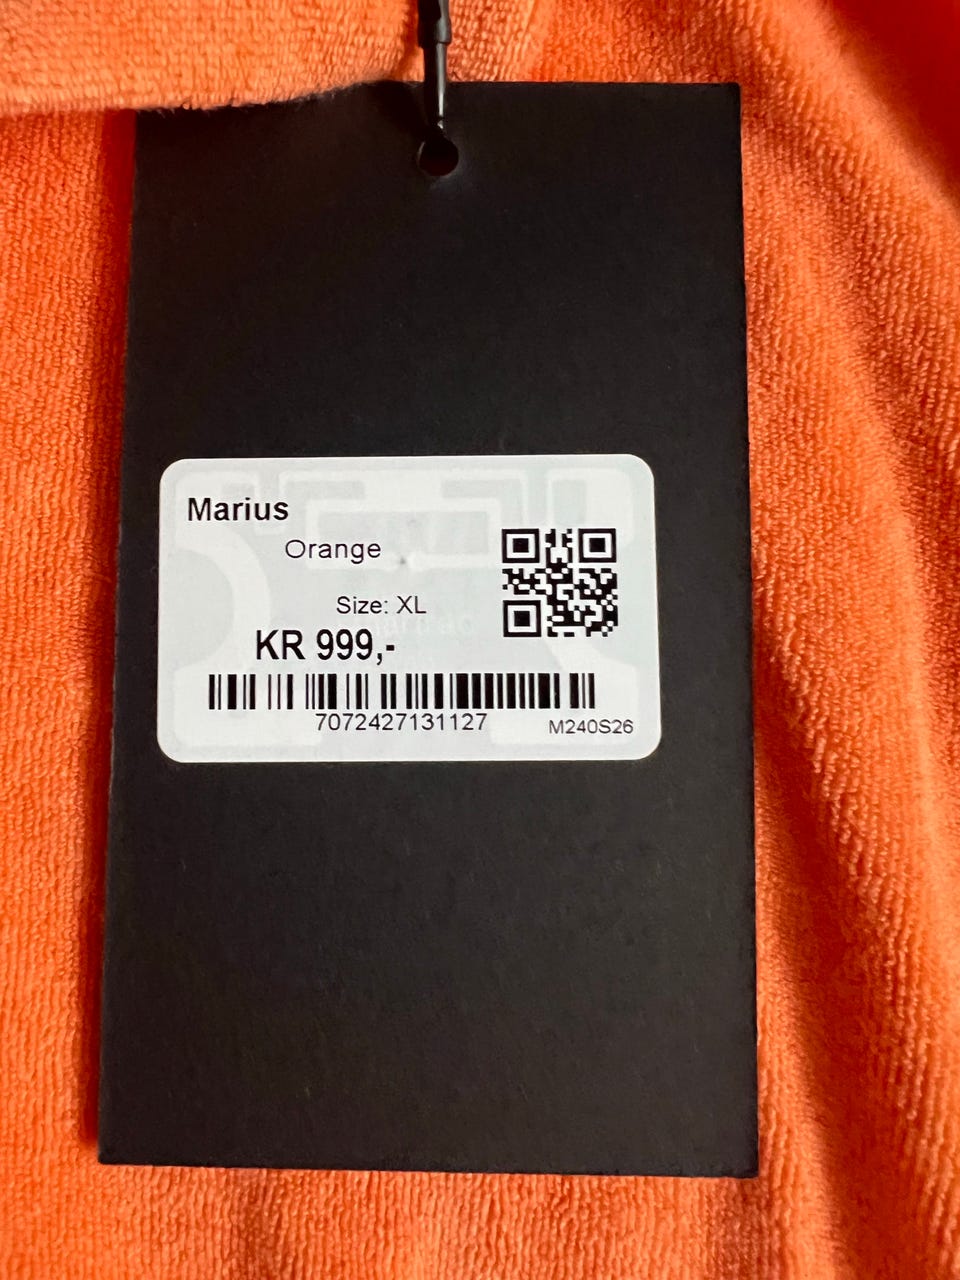 Marius
Orange
Size: XL
KR 999,-
7072427131127
M240S26